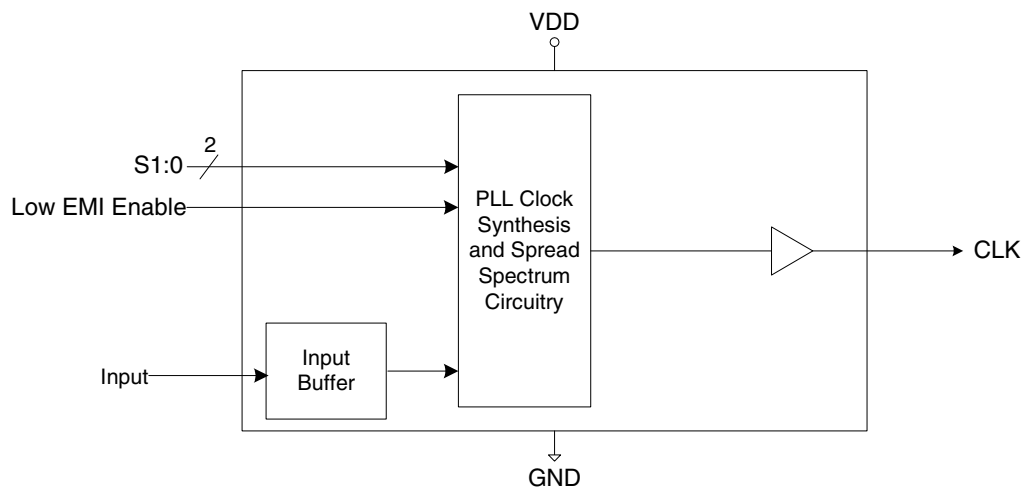 VDD
2
S1:0
Low EMI Enable
PLL Clock
Synthesis
and Spread
Spectrum
Circuitry
CLK
Input
Buffer
Input
GND